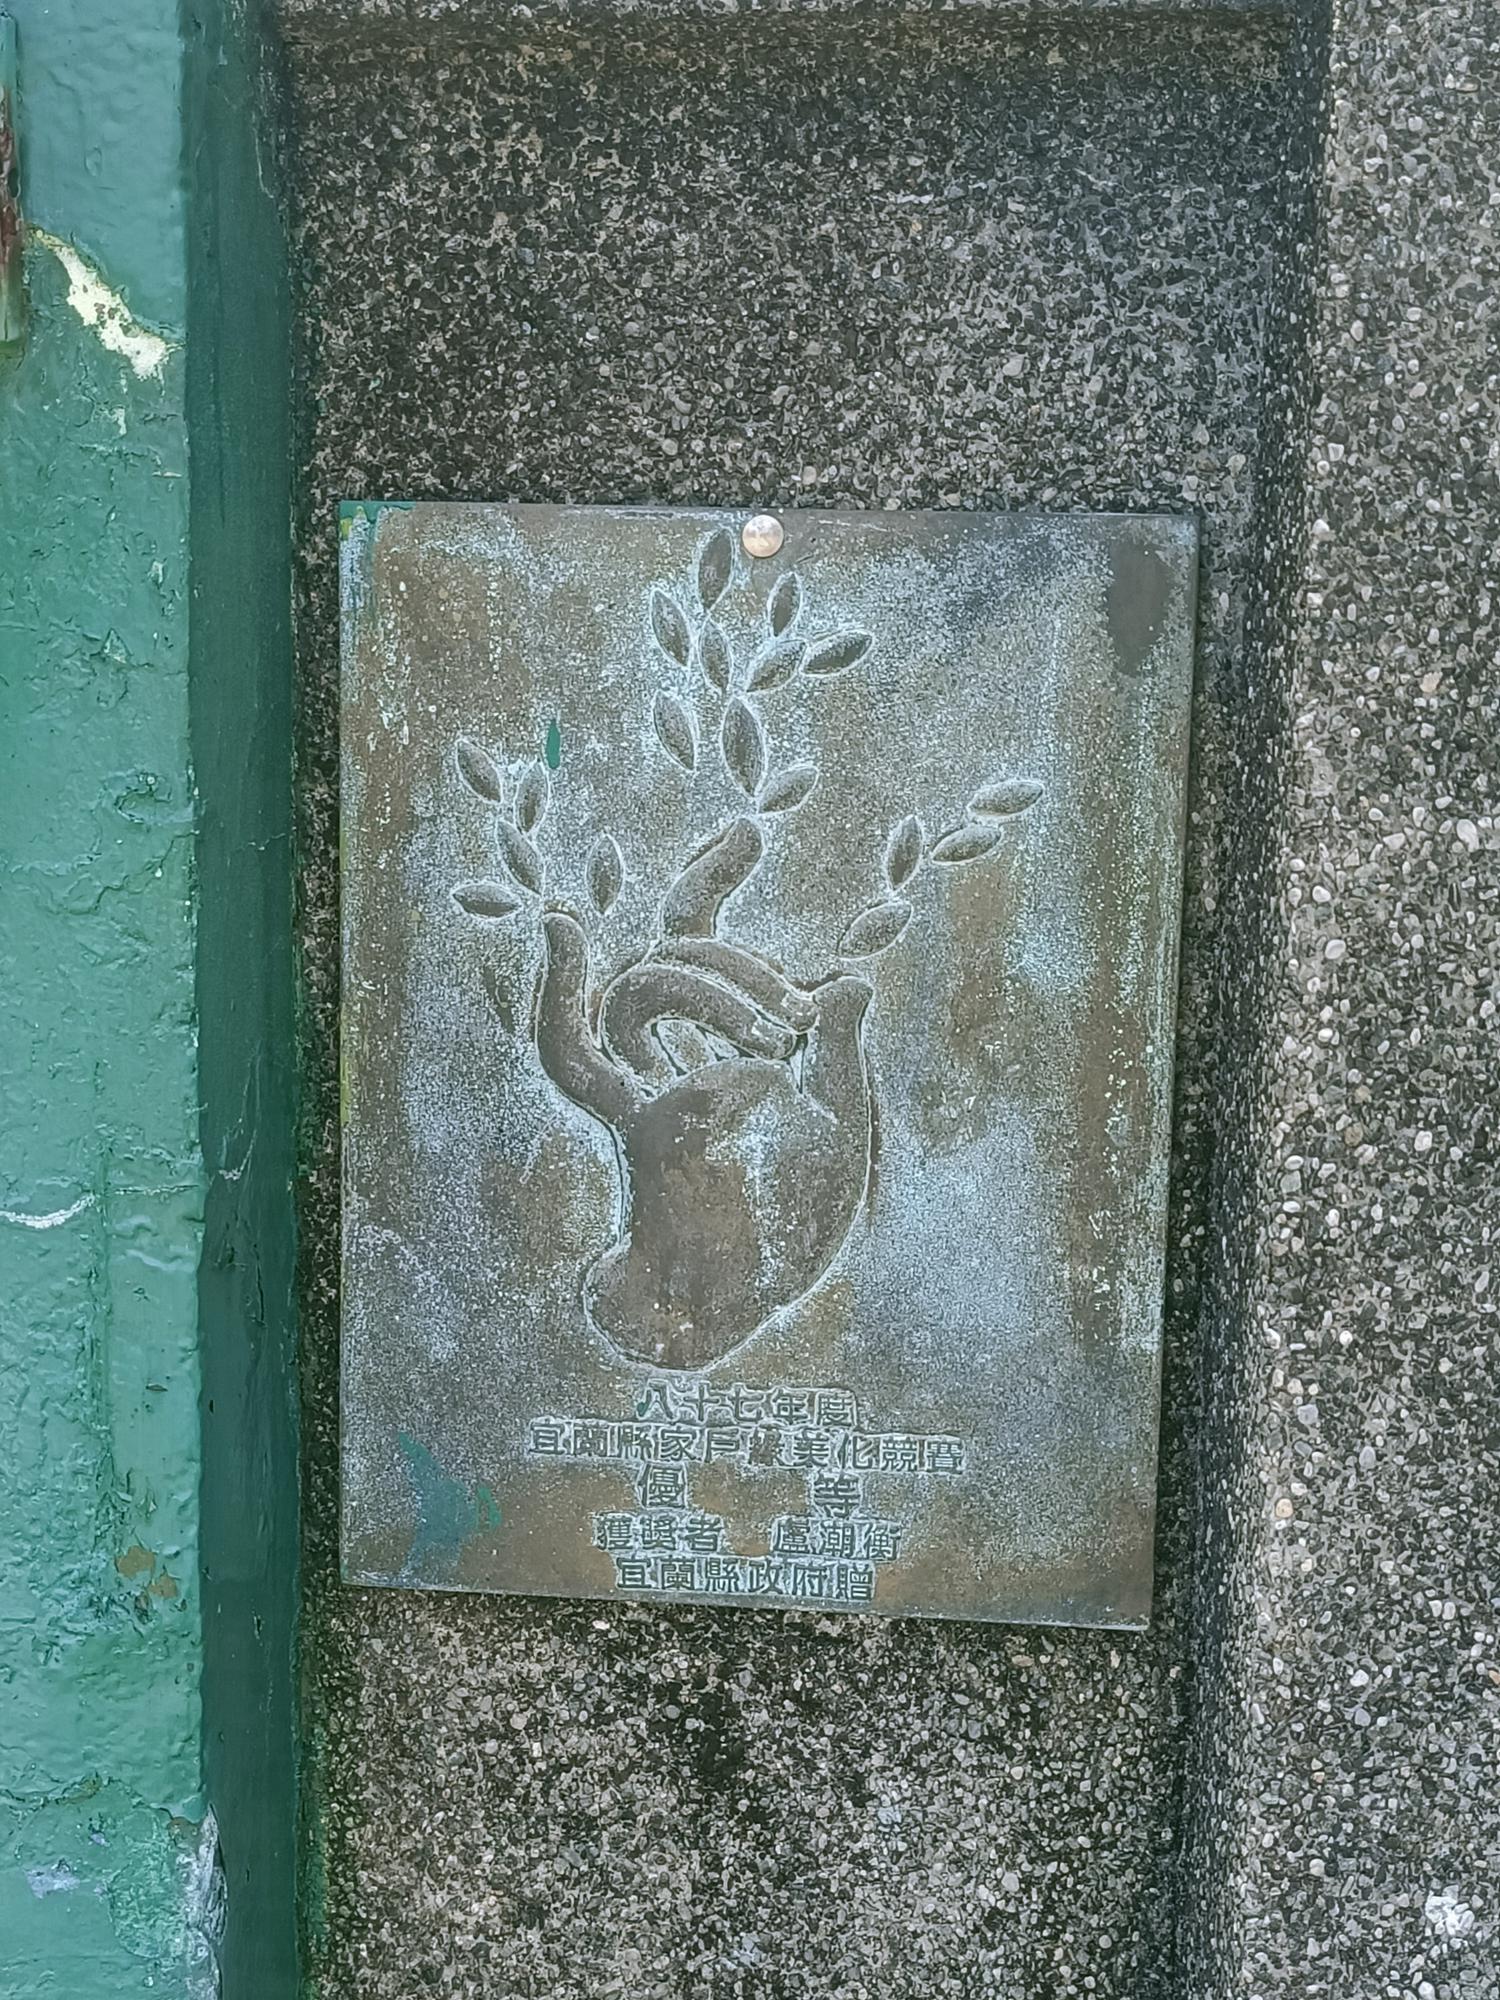 八十七年度
宜蘭縣家戶綠美化競賽
優 等
獲獎者 盧潮衡
宜蘭縣政府贈